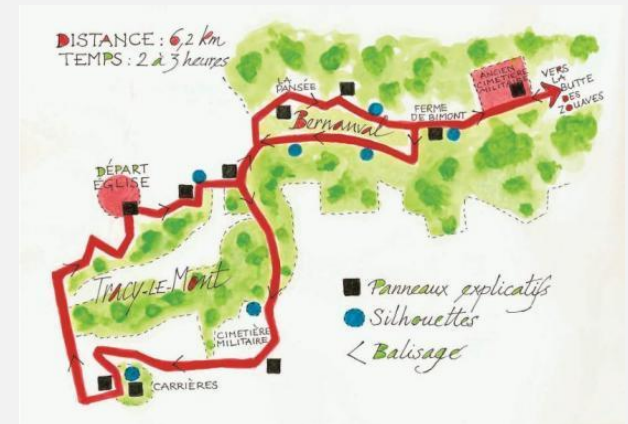 DISTANCE : 6,2 km
TEMPS : 2 à 3 heures
LA
PANSÉE
Bernanval
FERME
DE BIMONT
ANCIEN
CIMETIÈRE
MILITAIRE
VERS
LA
BUTTE
DES
ZOUAVES
DÉPART
ÉGLISE
TRACY-LE-MONT
CIMETIÈRE
MILITAIRE
CARRIÈRES
Panneaux explicatifs
Silhouettes
< Balisage